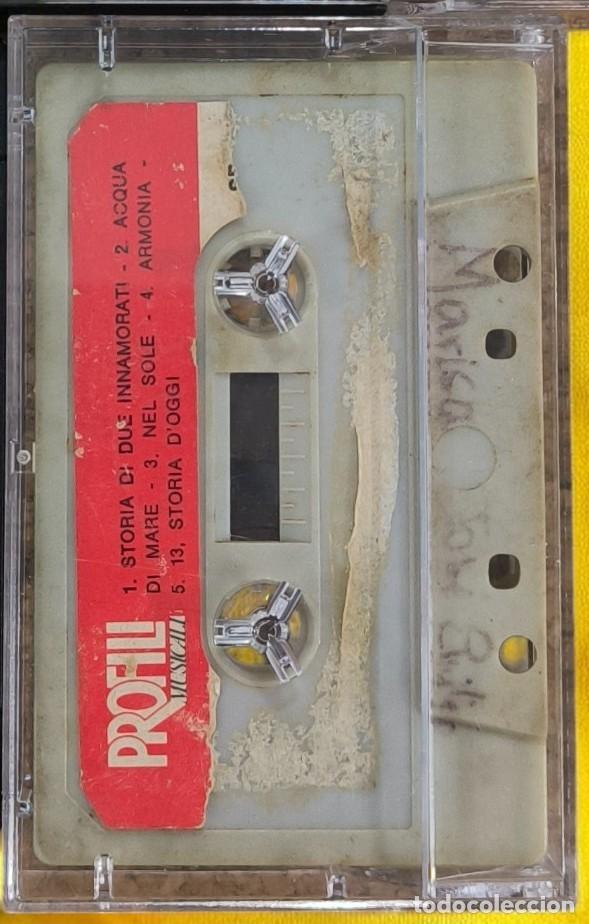 PROFILI
MUSICALI
1. STORIA DI DUE INNAMORATI - 2. ACQUA
DI MARE - 3. NEL SOLE - 4. ARMONIA -
5. 13, STORIA D'OGGI
todocoleccion